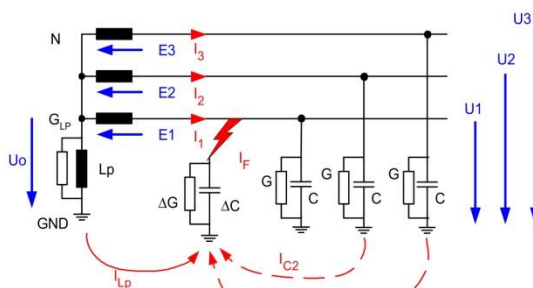 N
E3
I3
U3
E2
I2
U2
GLP
E1
I1
U1
IF
Uo
Lp
G
C
G
C
G
C
ΔG
ΔC
GND
IC2
ILp